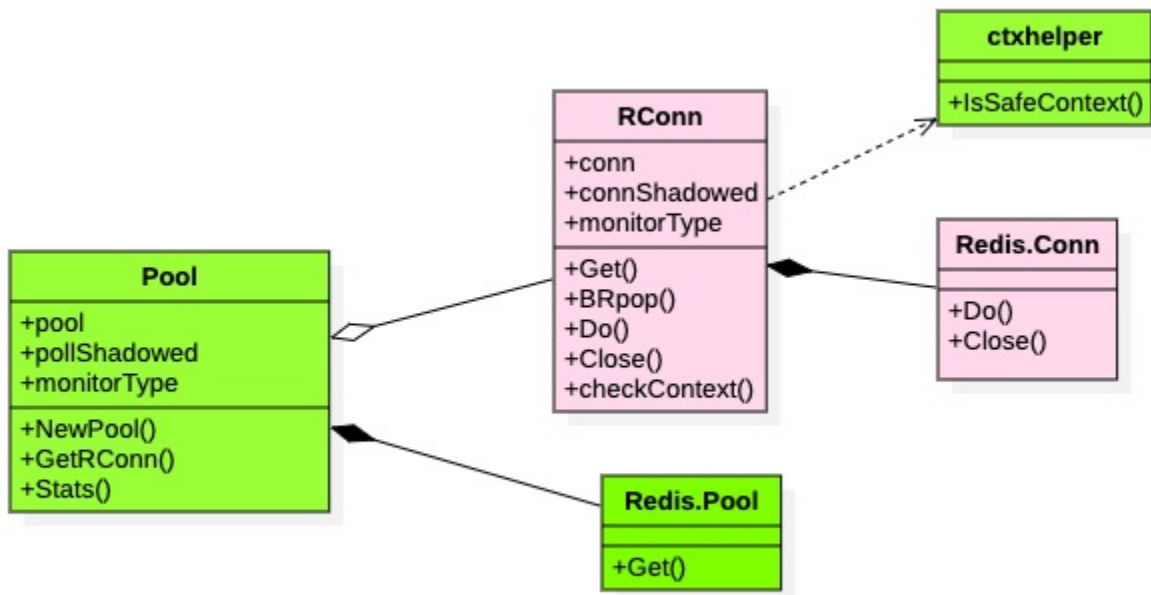 ctxhelper
+IsSafeContext()
RConn
+conn
+connShadowed
+monitorType
+Get()
+BRpop()
+Do()
+Close()
+checkContext()
Redis.Conn
+Do()
+Close()
Pool
+pool
+pollShadowed
+monitorType
+NewPool()
+GetRConn()
+Stats()
Redis.Pool
+Get()